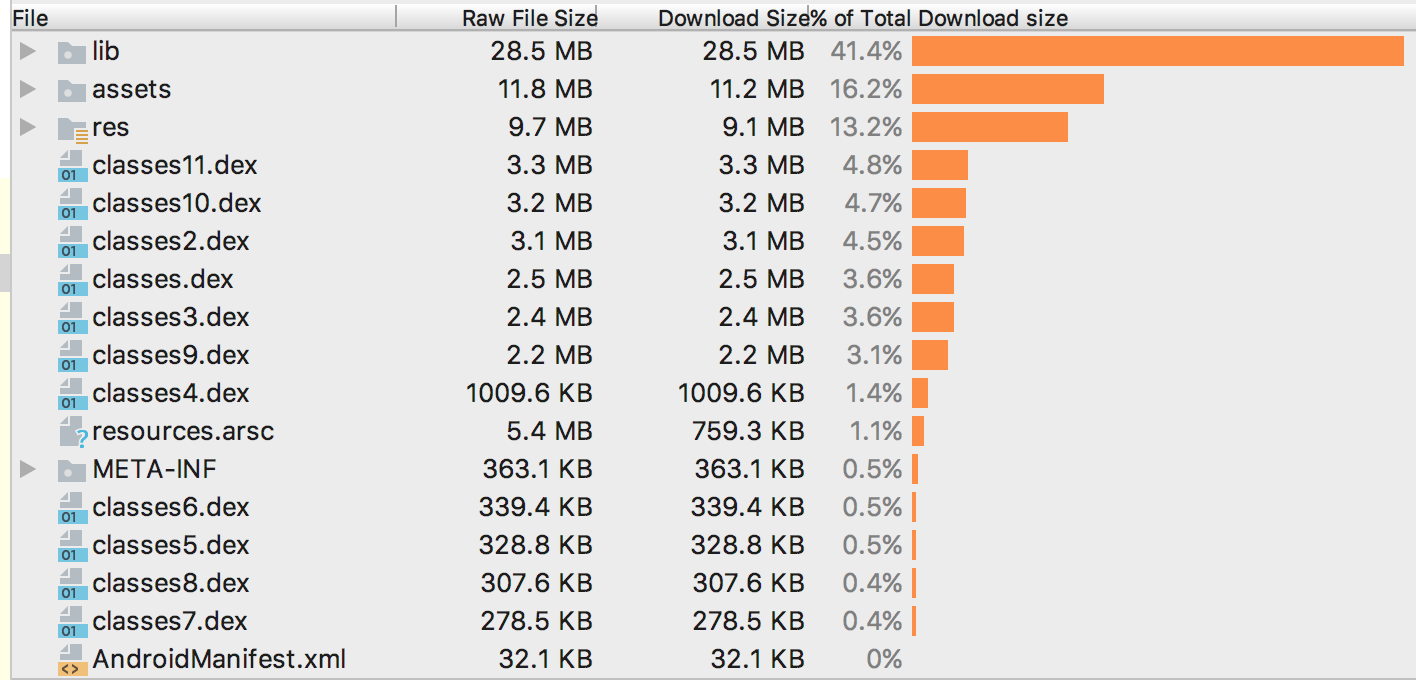 File Raw File Size Download Size % of Total Download size
lib 28.5 MB 28.5 MB 41.4%
assets 11.8 MB 11.2 MB 16.2%
res 9.7 MB 9.1 MB 13.2%
01 classes11.dex 3.3 MB 3.3 MB 4.8%
01 classes10.dex 3.2 MB 3.2 MB 4.7%
01 classes2.dex 3.1 MB 3.1 MB 4.5%
01 classes.dex 2.5 MB 2.5 MB 3.6%
01 classes3.dex 2.4 MB 2.4 MB 3.6%
01 classes9.dex 2.2 MB 2.2 MB 3.1%
01 classes4.dex 1009.6 KB 1009.6 KB 1.4%
? resources.arsc 5.4 MB 759.3 KB 1.1%
META-INF 363.1 KB 363.1 KB 0.5%
01 classes6.dex 339.4 KB 339.4 KB 0.5%
01 classes5.dex 328.8 KB 328.8 KB 0.5%
01 classes8.dex 307.6 KB 307.6 KB 0.4%
01 classes7.dex 278.5 KB 278.5 KB 0.4%
<> AndroidManifest.xml 32.1 KB 32.1 KB 0%